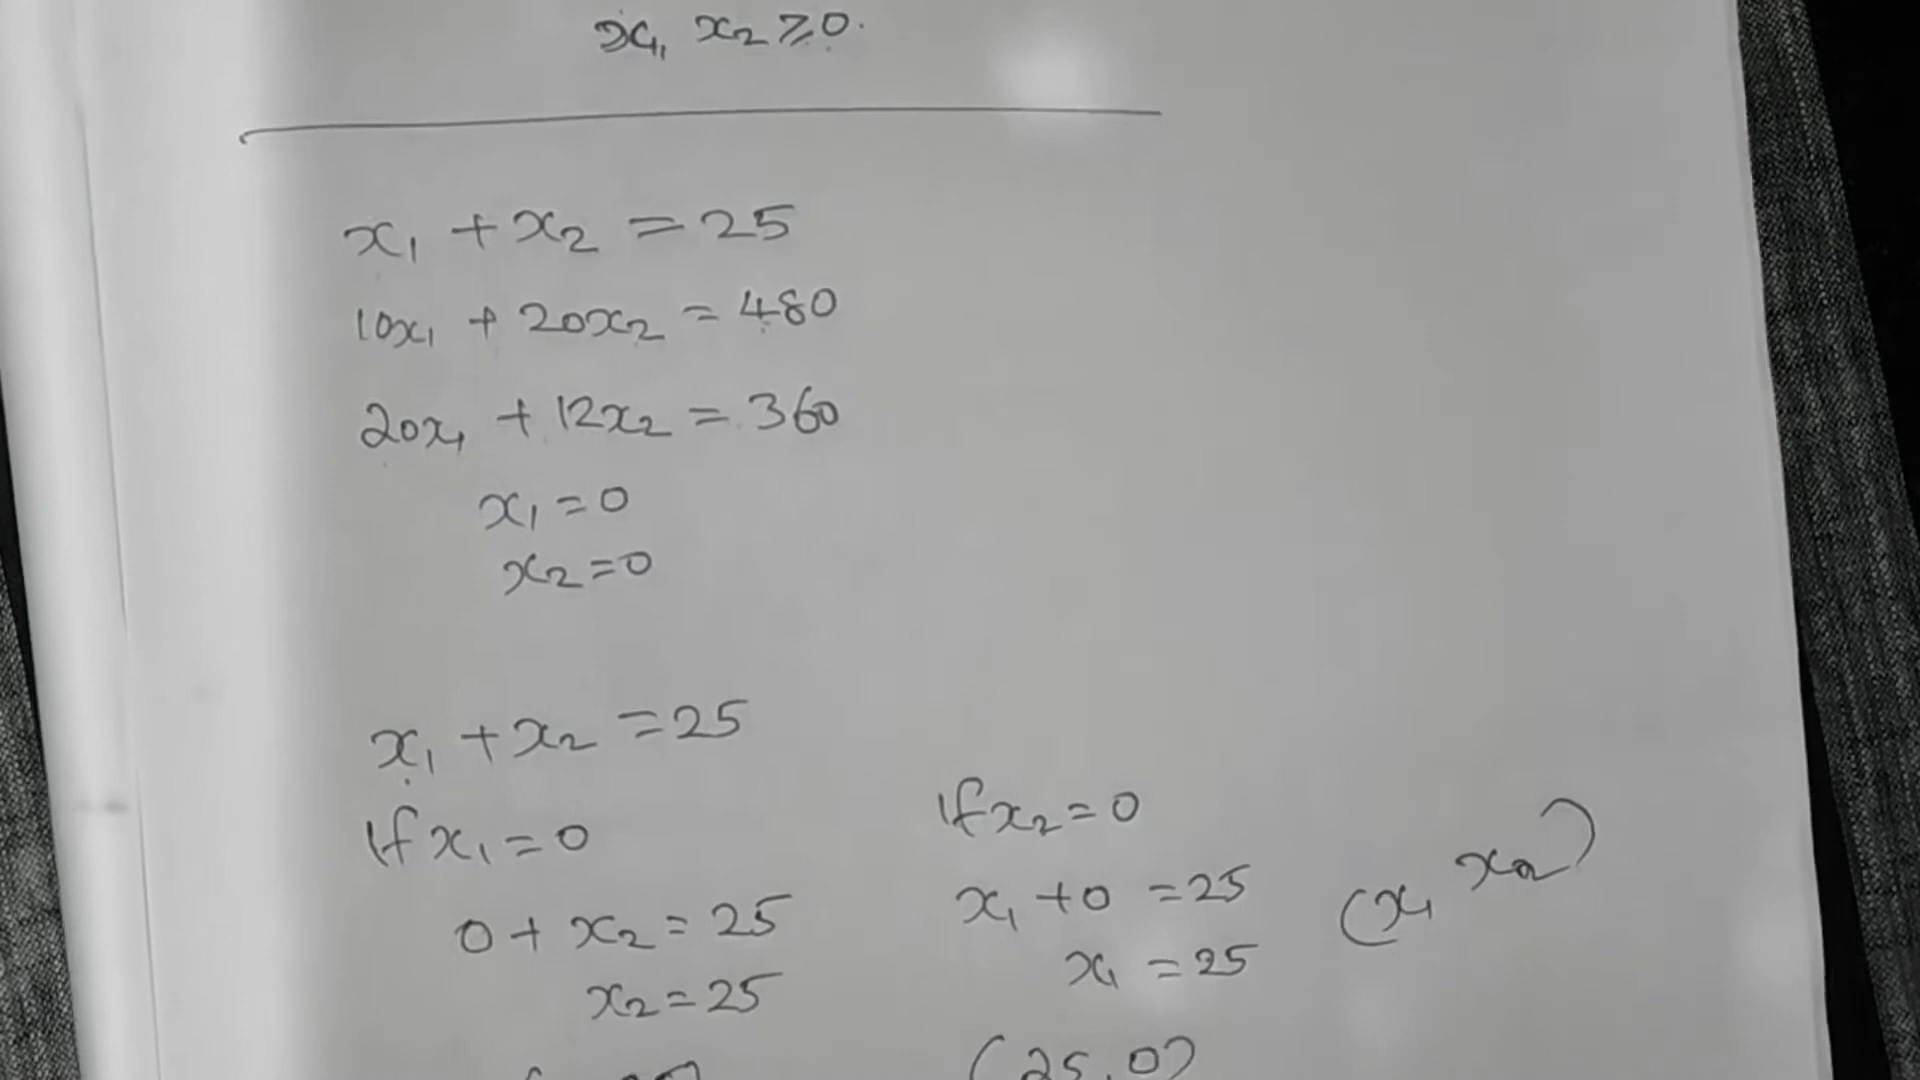 x₁, x₂ ≥ 0.
x₁ + x₂ = 25
10x₁ + 20x₂ = 480
20x₁ + 12x₂ = 360
x₁ = 0
x₂ = 0
x₁ + x₂ = 25
If x₁ = 0
0 + x₂ = 25
x₂ = 25
If x₂ = 0
x₁ + 0 = 25
x₁ = 25
(25, 0)
(x₁ x₂)